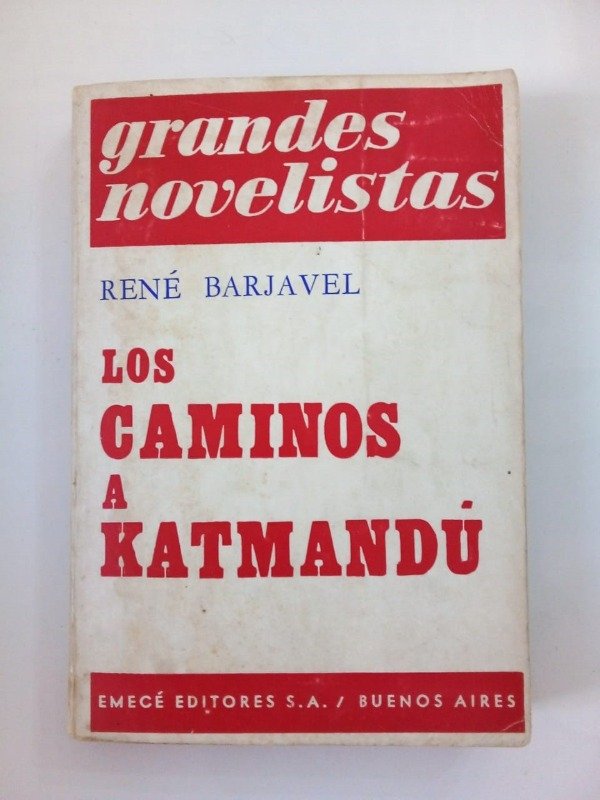 grandes
novelistas
RENÉ BARJAVEL
LOS
CAMINOS
A
KATMANDÚ
EMECÉ EDITORES S.A. / BUENOS AIRES